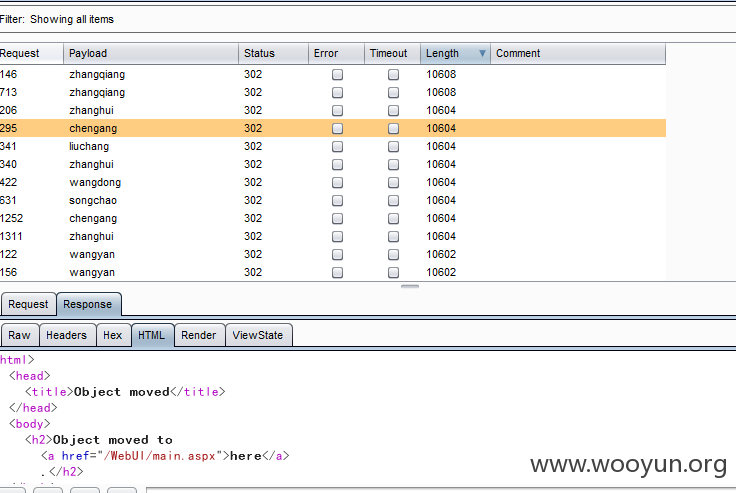 Filter: Showing all items
Request Payload Status Error Timeout Length Comment
146 zhangqiang 302 10608
713 zhangqiang 302 10608
206 zhanghui 302 10604
295 chengang 302 10604
341 liuchang 302 10604
340 zhanghui 302 10604
422 wangdong 302 10604
631 songchao 302 10604
1252 chengang 302 10604
1311 zhanghui 302 10604
122 wangyan 302 10602
156 wangyan 302 10602
Request Response
Raw Headers Hex HTML Render ViewState
html>
<head>
<title>Object moved</title>
</head>
<body>
<h2>Object moved to
<a href="/WebUI/main.aspx">here</a>
.</h2>
www.wooyun.org